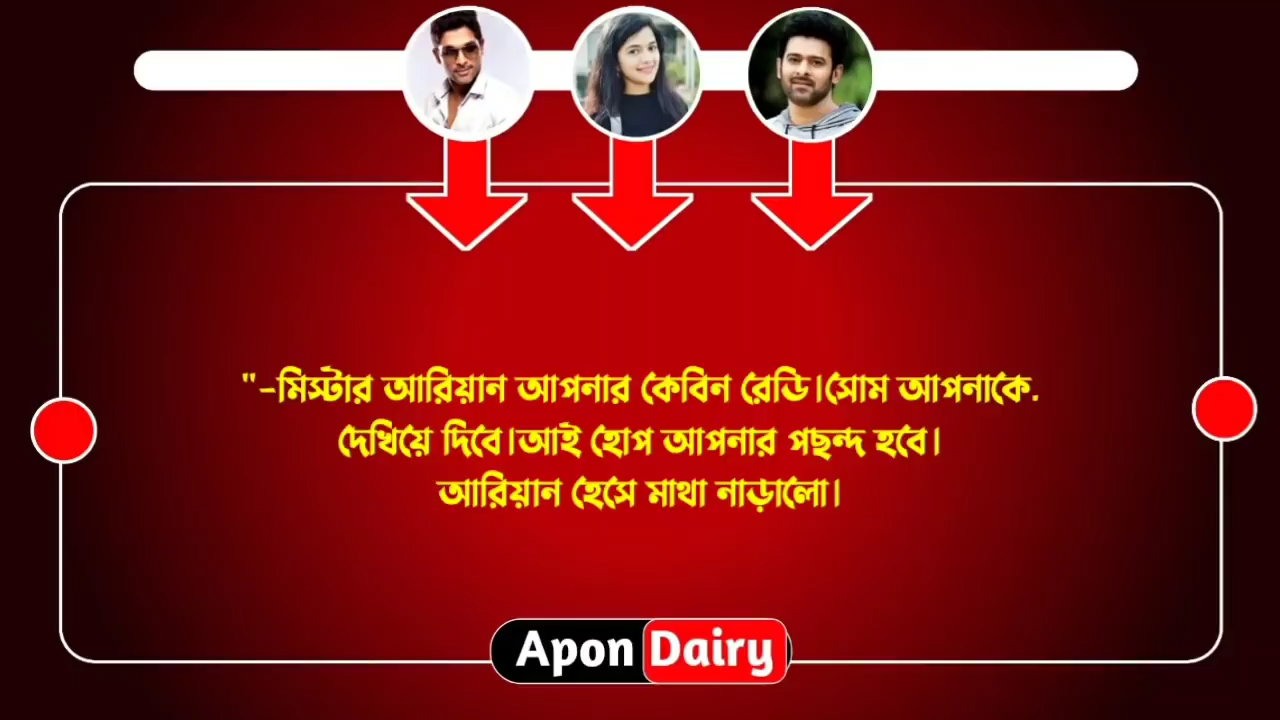 "-মিস্টার আরিয়ান আপনার কেবিন রেডি।সোম আপনাকে.
দেখিয়ে দিবে।আই হোপ আপনার পছন্দ হবে।
আরিয়ান হেসে মাথা নাড়ালো।
Apon Dairy